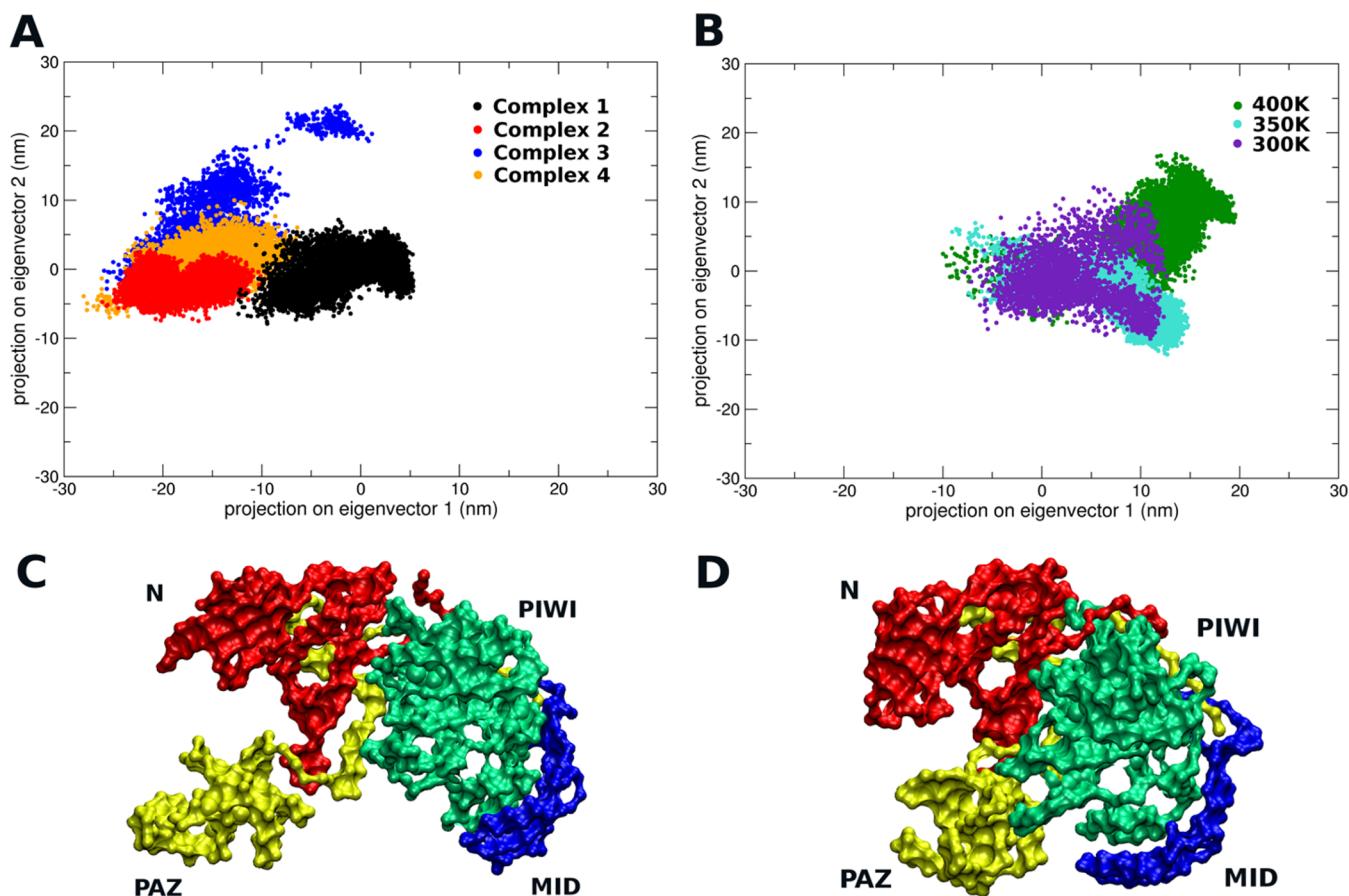 A
B
30
20
10
0
-10
-20
-30
-30
-20
-10
0
10
20
30
projection on eigenvector 2 (nm)
projection on eigenvector 1 (nm)
Complex 1
Complex 2
Complex 3
Complex 4
30
20
10
0
-10
-20
-30
-30
-20
-10
0
10
20
30
projection on eigenvector 2 (nm)
projection on eigenvector 1 (nm)
400K
350K
300K
C
N
PIWI
PAZ
MID
D
N
PIWI
PAZ
MID